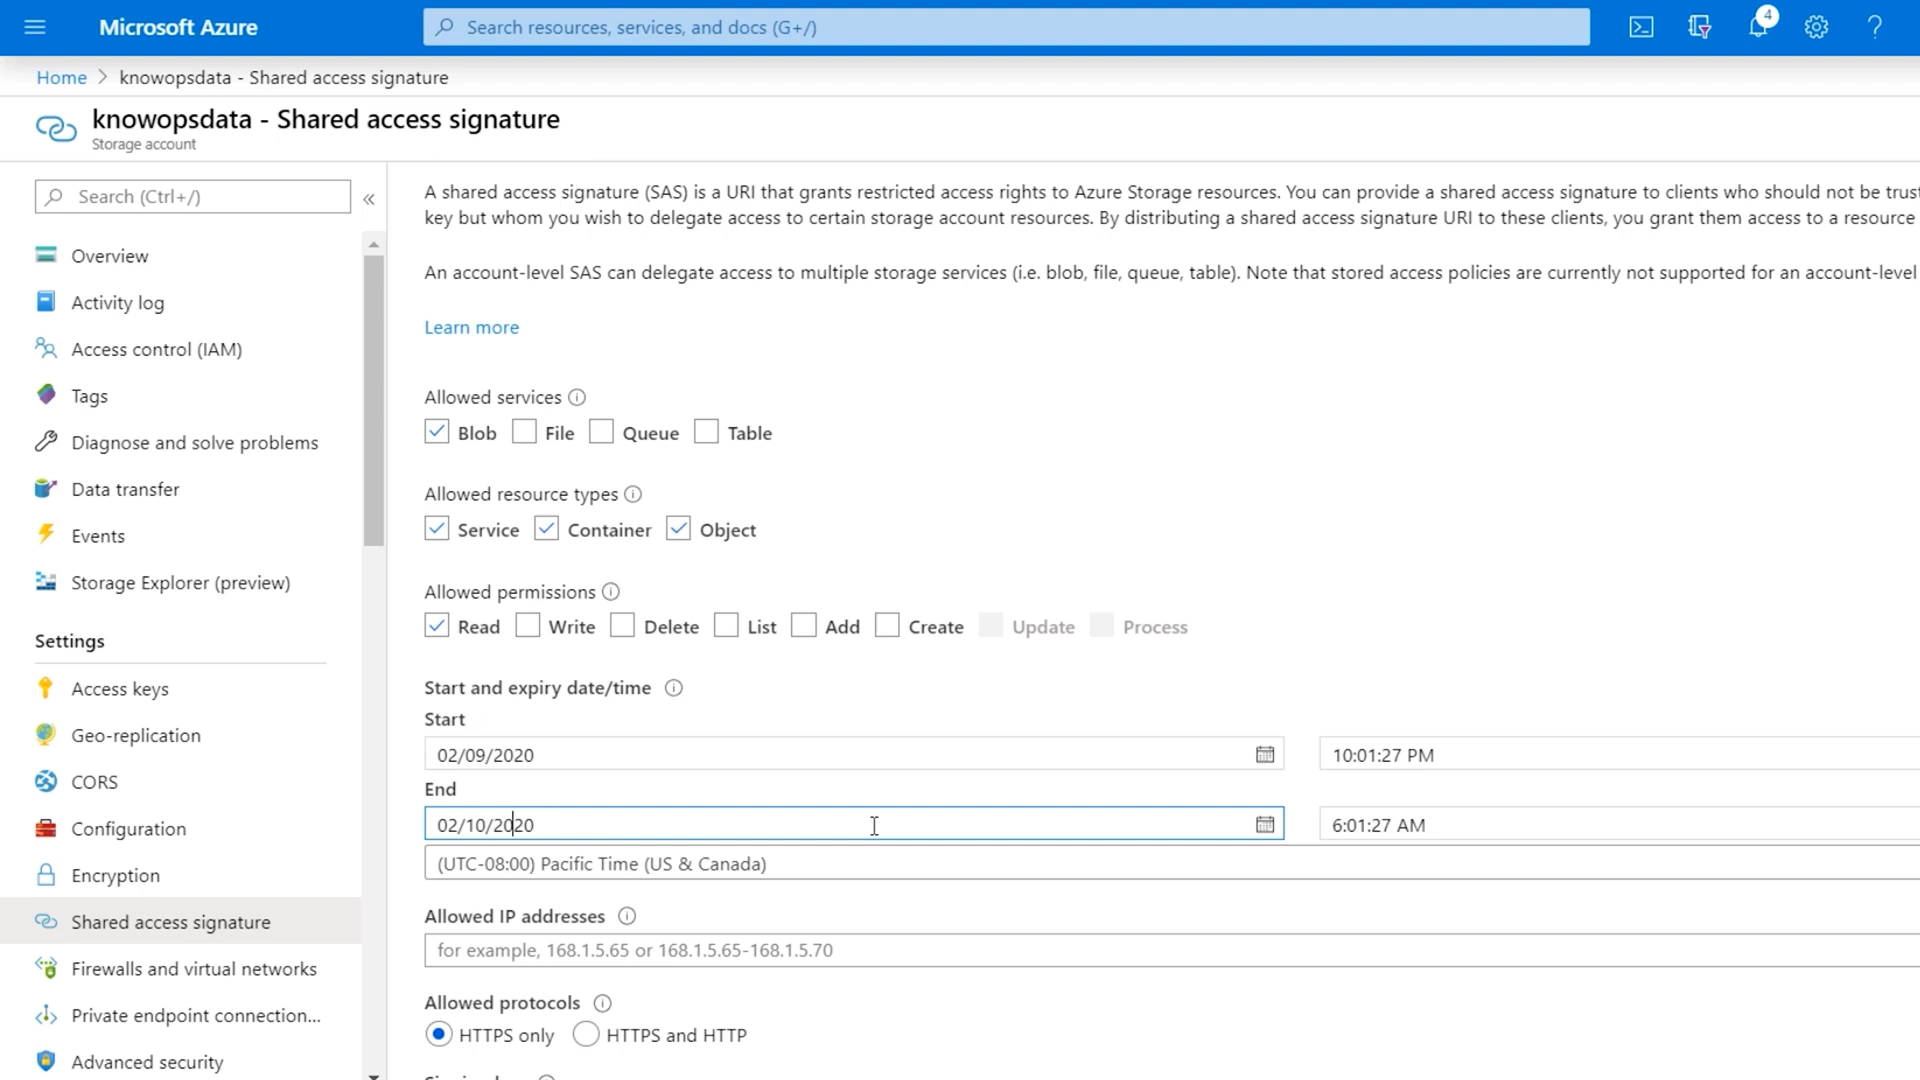 Microsoft Azure
Search resources, services, and docs (G+/)
4
Home > knowopsdata - Shared access signature
knowopsdata - Shared access signature
Storage account
Search (Ctrl+/)
«
Overview
Activity log
Access control (IAM)
Tags
Diagnose and solve problems
Data transfer
Events
Storage Explorer (preview)
Settings
Access keys
Geo-replication
CORS
Configuration
Encryption
Shared access signature
Firewalls and virtual networks
Private endpoint connection...
Advanced security
A shared access signature (SAS) is a URI that grants restricted access rights to Azure Storage resources. You can provide a shared access signature to clients who should not be trust
key but whom you wish to delegate access to certain storage account resources. By distributing a shared access signature URI to these clients, you grant them access to a resource
An account-level SAS can delegate access to multiple storage services (i.e. blob, file, queue, table). Note that stored access policies are currently not supported for an account-level
Learn more
Allowed services
Blob File Queue Table
Allowed resource types
Service Container Object
Allowed permissions
Read Write Delete List Add Create Update Process
Start and expiry date/time
Start
02/09/2020 10:01:27 PM
End
02/10/2020 6:01:27 AM
(UTC-08:00) Pacific Time (US & Canada)
Allowed IP addresses
for example, 168.1.5.65 or 168.1.5.65-168.1.5.70
Allowed protocols
HTTPS only HTTPS and HTTP